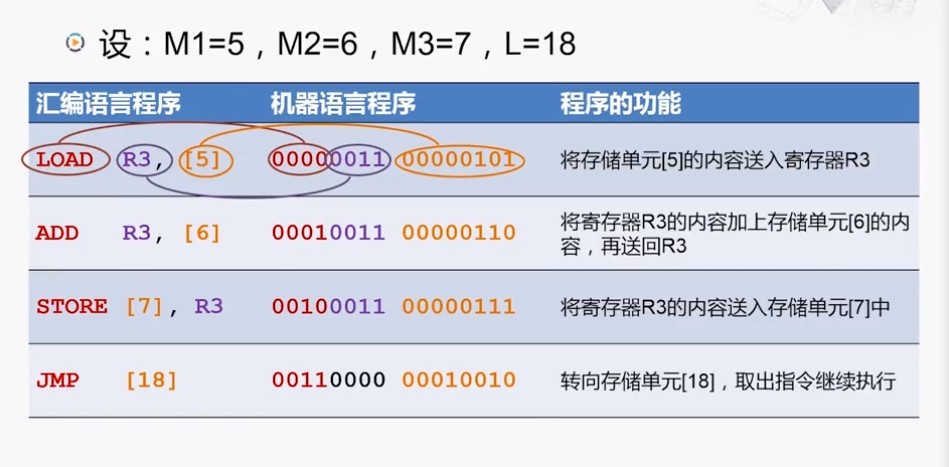 设：M1=5，M2=6，M3=7，L=18
汇编语言程序 机器语言程序 程序的功能
LOAD R3, [5] 00000011 00000101 将存储单元[5]的内容送入寄存器R3
ADD R3, [6] 00010011 00000110 将寄存器R3的内容加上存储单元[6]的内
容，再送回R3
STORE [7], R3 00100011 00000111 将寄存器R3的内容送入存储单元[7]中
JMP [18] 00110000 00010010 转向存储单元[18]，取出指令继续执行